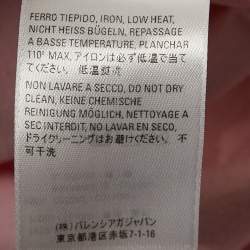 FERRO TIEPIDO, IRON, LOW HEAT,
NICHT HEISS BÜGELN, REPASSAGE
A BASSE TEMPERATURE, PLANCHAR
110° MAX, アイロンは必ず低温で当て
てください。低温熨烫
NON LAVARE A SECCO, DO NOT DRY
CLEAN, KEINE CHEMISCHE
REINIGUNG MÖGLICH, NETTOYAGE A
SEC INTERDIT, NO LAVAR EN SECO,
ドライクリーニングはお避けください。不
可干洗
(株)バレンシアガジャパン
東京都港区赤坂7-1-16